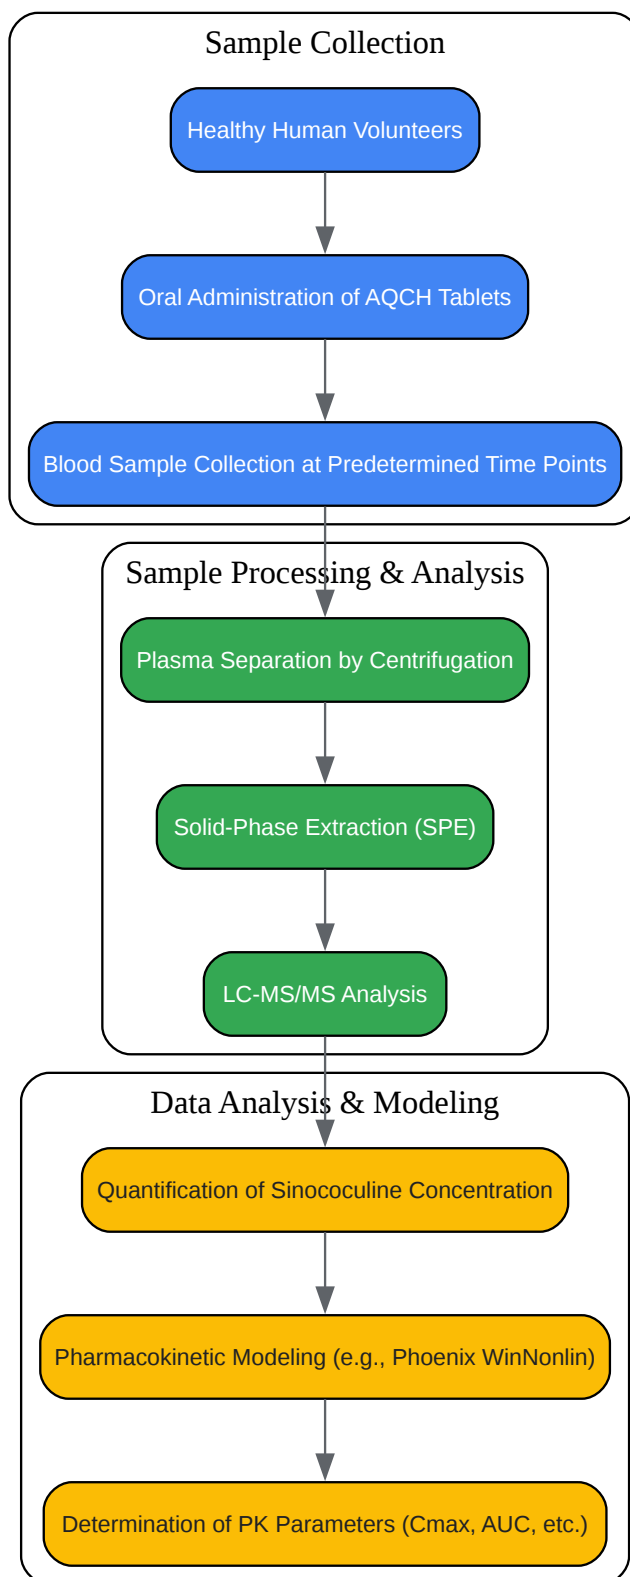 Sample Collection
Healthy Human Volunteers
Oral Administration of AQCH Tablets
Blood Sample Collection at Predetermined Time Points
Sample Processing & Analysis
Plasma Separation by Centrifugation
Solid-Phase Extraction (SPE)
LC-MS/MS Analysis
Data Analysis & Modeling
Quantification of Sinococuline Concentration
Pharmacokinetic Modeling (e.g., Phoenix WinNonlin)
Determination of PK Parameters (Cmax, AUC, etc.)